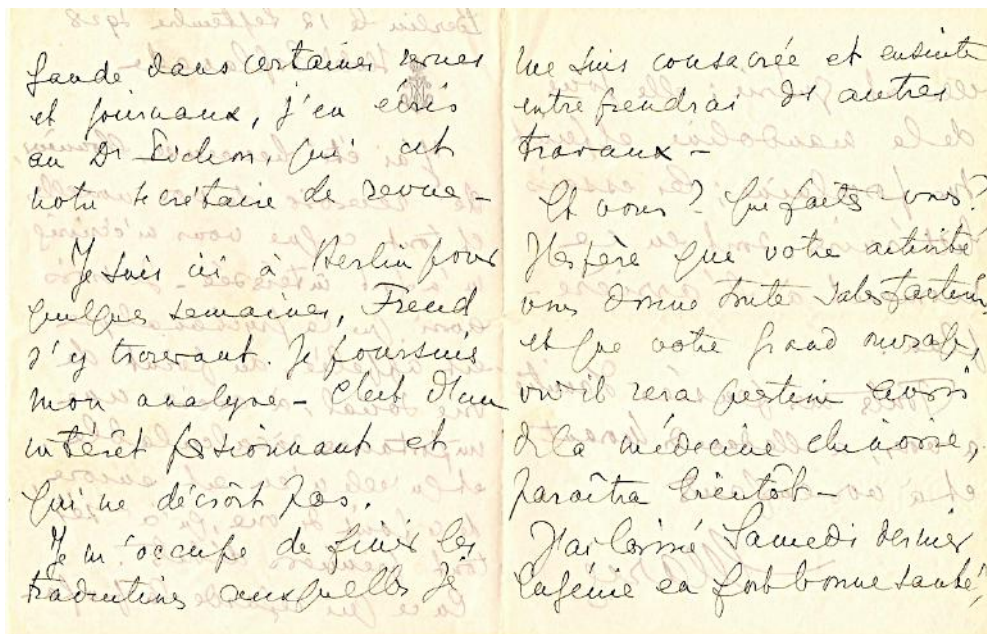 gande dans certaines revues
et journaux, j'en écris
au Dr Sichon, qui est
notre secrétaire de revue –
Je suis ici à Berlin pour
quelques semaines, Freud
s'y trouvant. Je poursuis
mon analyse – C'est d'un
intérêt passionnant et
qui ne décroît pas.
Je m'occupe de finir les
traductions auxquelles je
me suis consacrée et ensuite
entreprendrai d'autres
travaux –
Et vous? Que faites-vous?
J'espère que votre activité
vous donne toute satisfaction
et que votre grand ouvrage,
où il sera question aussi
de la médecine chinoise,
paraîtra bientôt –
J'ai laissé Samedi dernier
Eugénie en fort bonne santé,